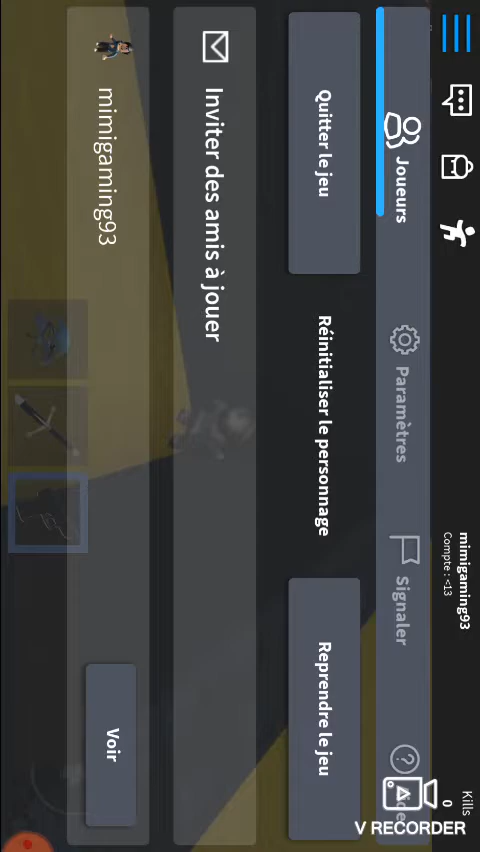 mimigaming93
Compte : <13
Kills
0
Joueurs
Paramètres
Signaler
V RECORDER
Quitter le jeu
Réinitialiser le personnage
Reprendre le jeu
Inviter des amis à jouer
mimigaming93
Voir